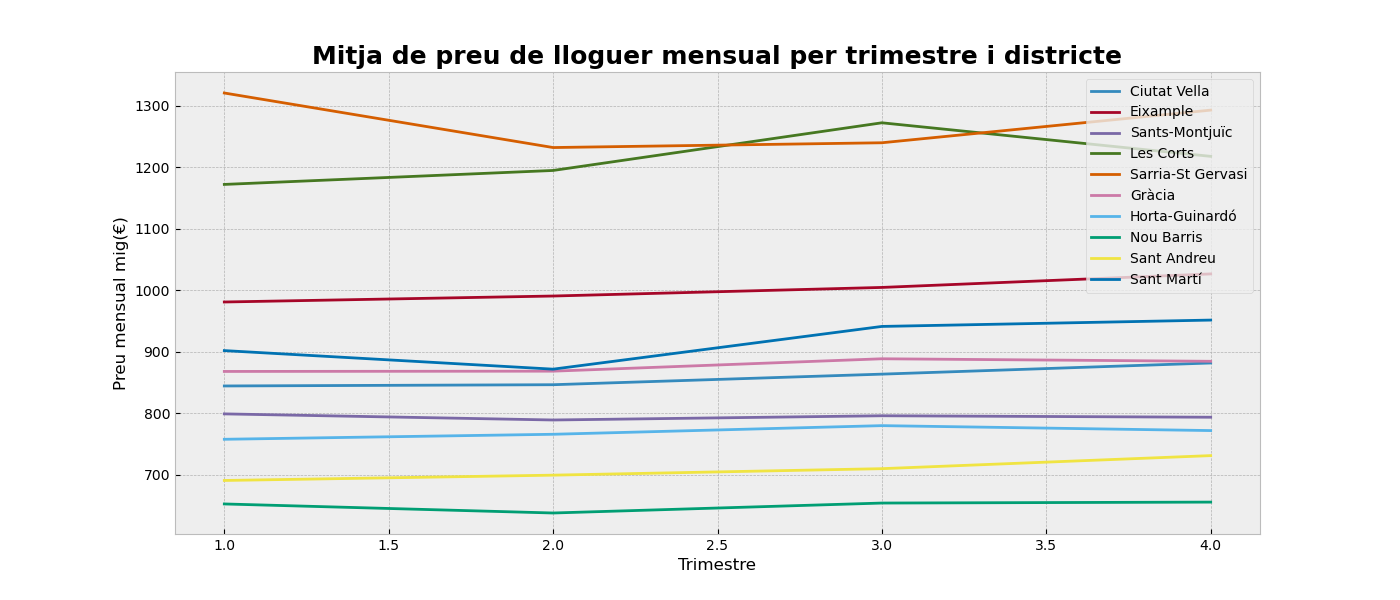 Mitja de preu de lloguer mensual per trimestre i districte
Preu mensual mig(€)
1300
1200
1100
1000
900
800
700
1.0
1.5
2.0
2.5
3.0
3.5
4.0
Trimestre
Ciutat Vella
Eixample
Sants-Montjuïc
Les Corts
Sarria-St Gervasi
Gràcia
Horta-Guinardó
Nou Barris
Sant Andreu
Sant Martí